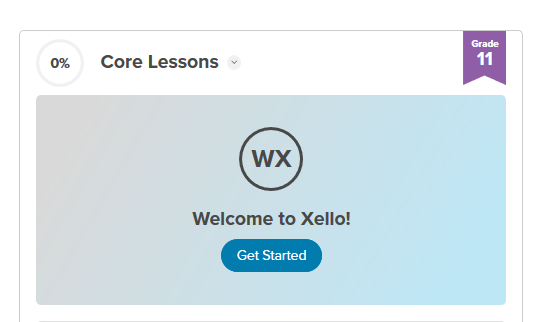 0%
Core Lessons
Grade
11
WX
Welcome to Xello!
Get Started